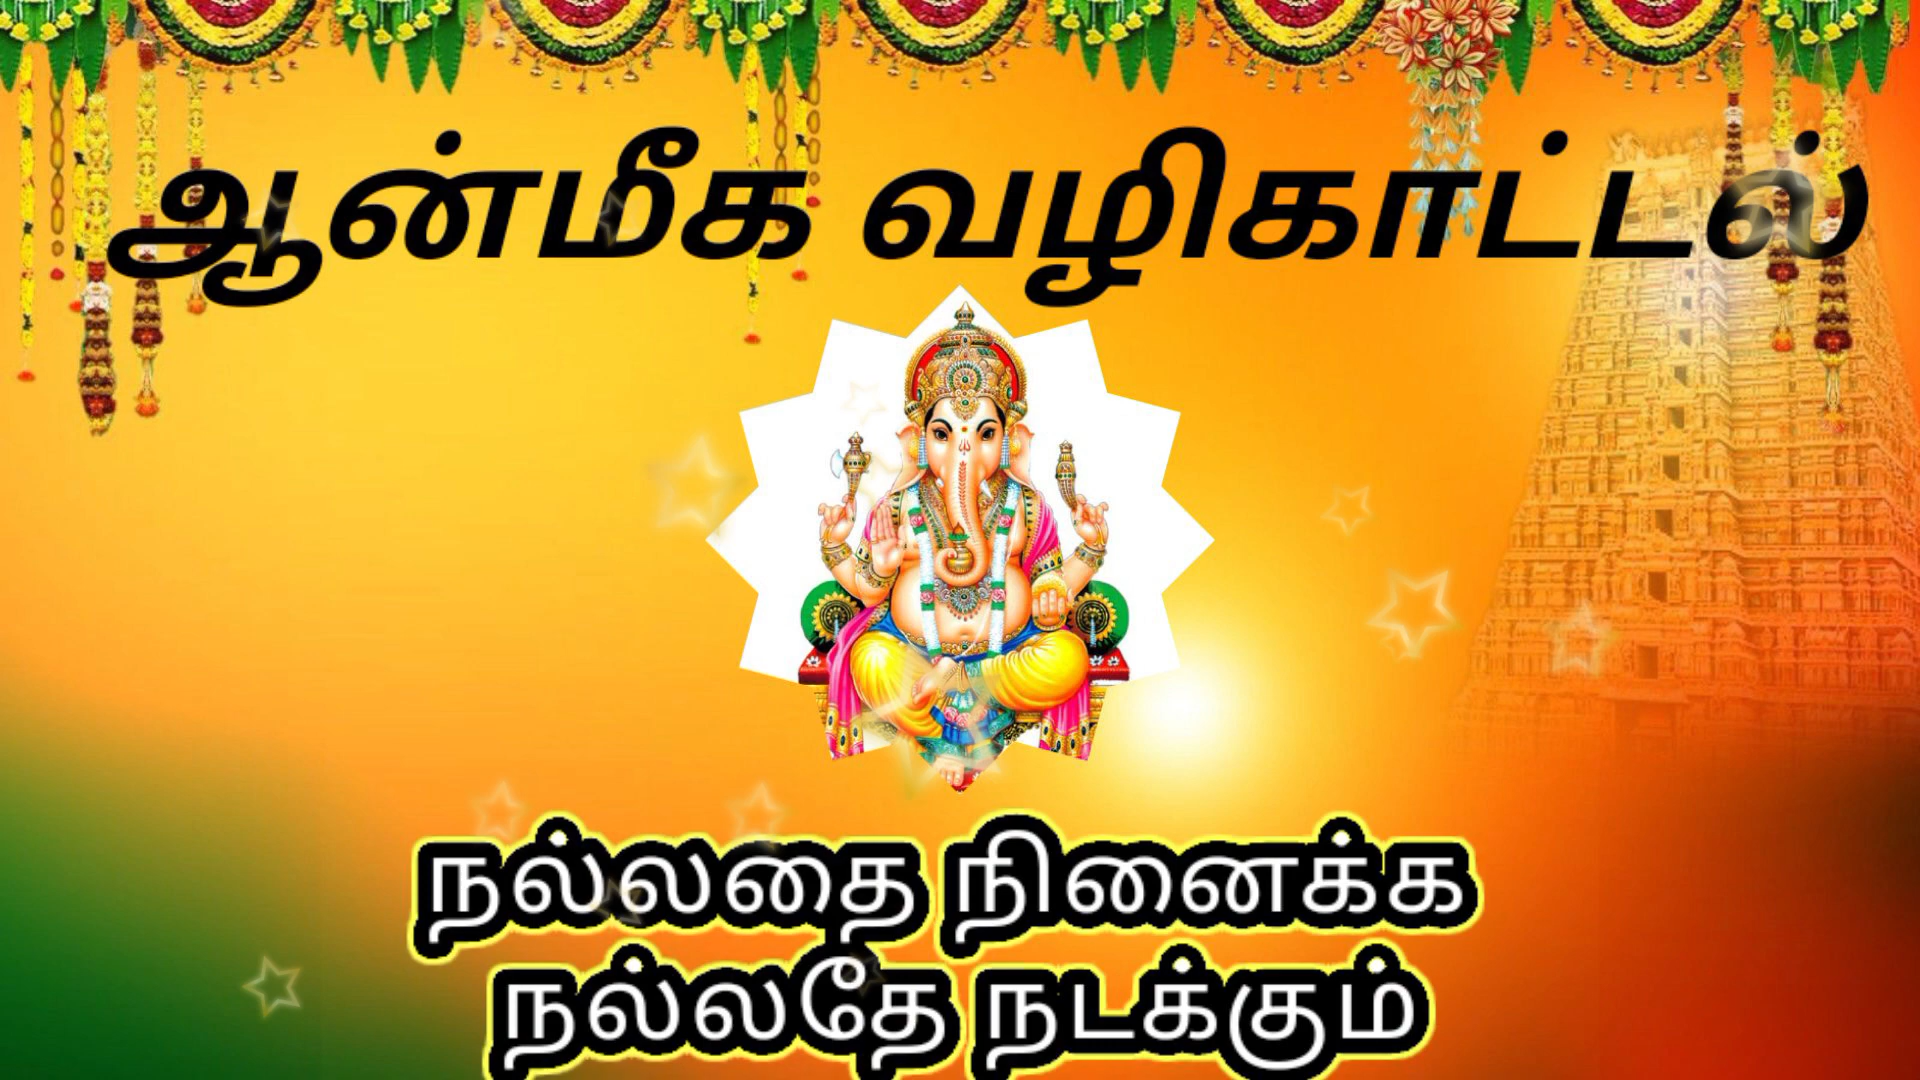 ஆன்மீக வழிகாட்டல்
நல்லதை நினைக்க
நல்லதே நடக்கும்